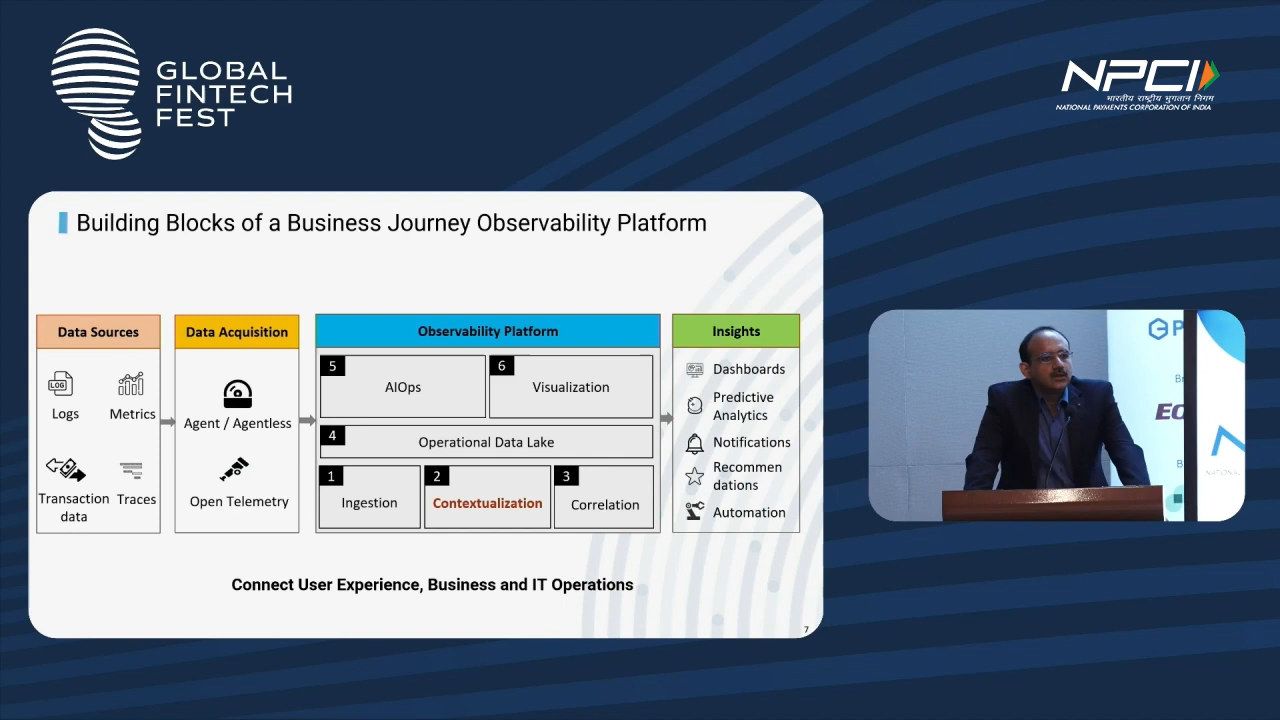 GLOBAL
FINTECH
FEST
NPCI
भारतीय राष्ट्रीय भुगतान निगम
NATIONAL PAYMENTS CORPORATION OF INDIA
Building Blocks of a Business Journey Observability Platform
Data Sources
LOG
Logs
Metrics
Transaction
data
Traces
Data Acquisition
Agent / Agentless
Open Telemetry
Observability Platform
5
AIOps
6
Visualization
4
Operational Data Lake
1
Ingestion
2
Contextualization
3
Correlation
Insights
Dashboards
Predictive
Analytics
Notifications
Recommen
dations
Automation
Connect User Experience, Business and IT Operations
7